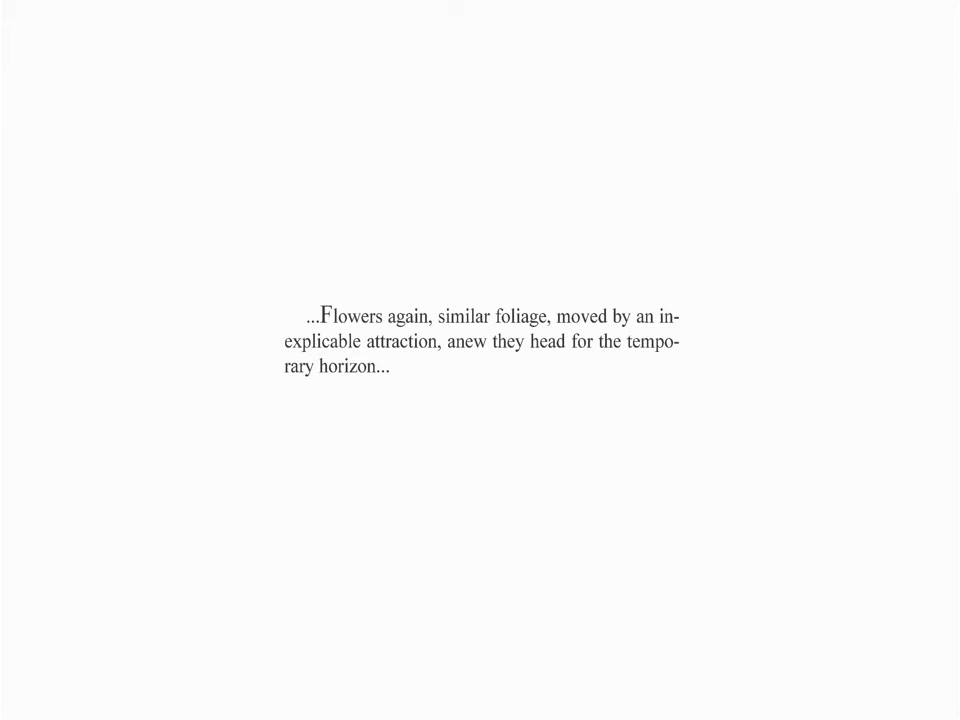 ...Flowers again, similar foliage, moved by an in-
explicable attraction, anew they head for the tempo-
rary horizon...